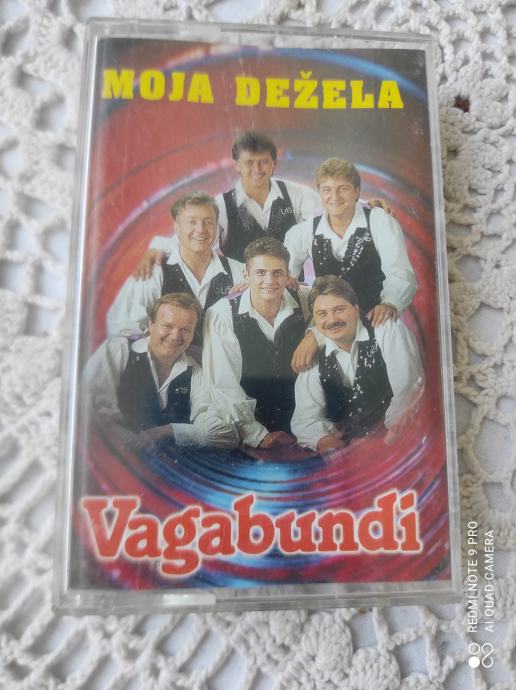 MOJA DEŽELA
Vagabundi
REDMI NOTE 9 PRO
AI QUAD CAMERA